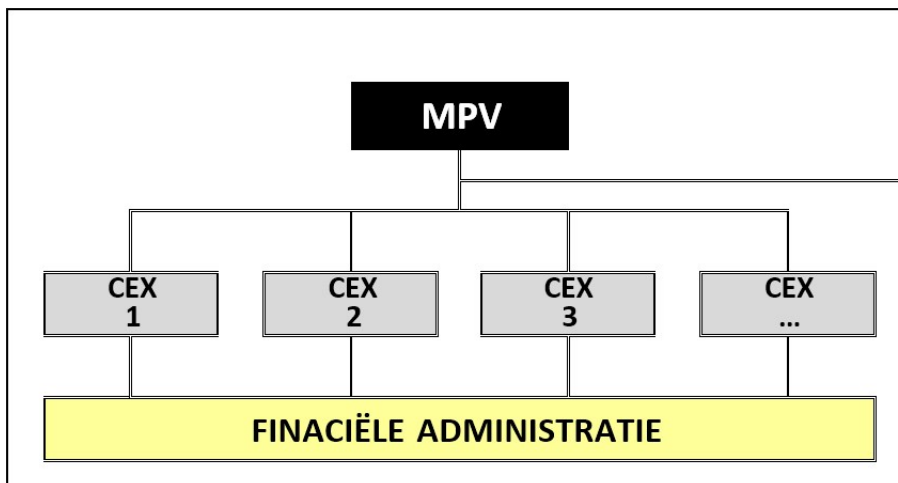 MPV
CEX
1
CEX
2
CEX
3
CEX
...
FINACIËLE ADMINISTRATIE